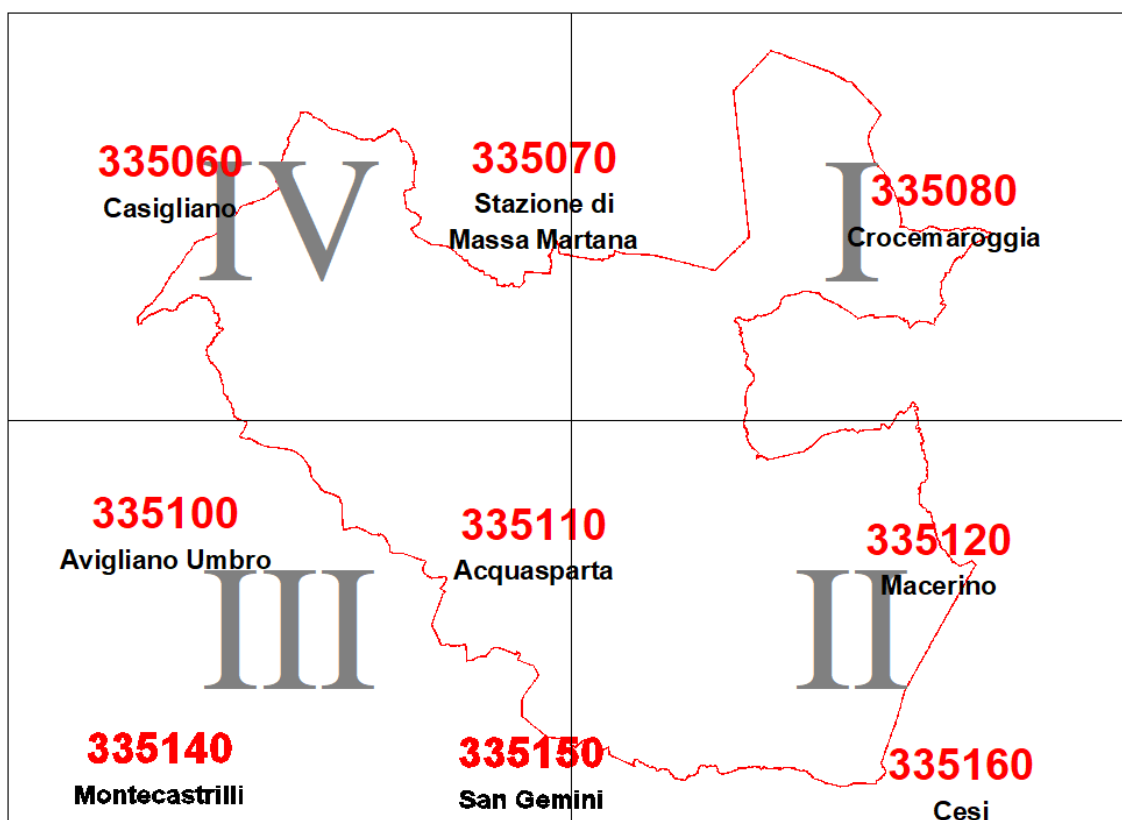 335060
Casigliano
IV
335070
Stazione di
Massa Martana
I
335080
Crocemaroggia
335100
Avigliano Umbro
III
335110
Acquasparta
335120
Macerino
II
335140
Montecastrilli
335150
San Gemini
335160
Cesi